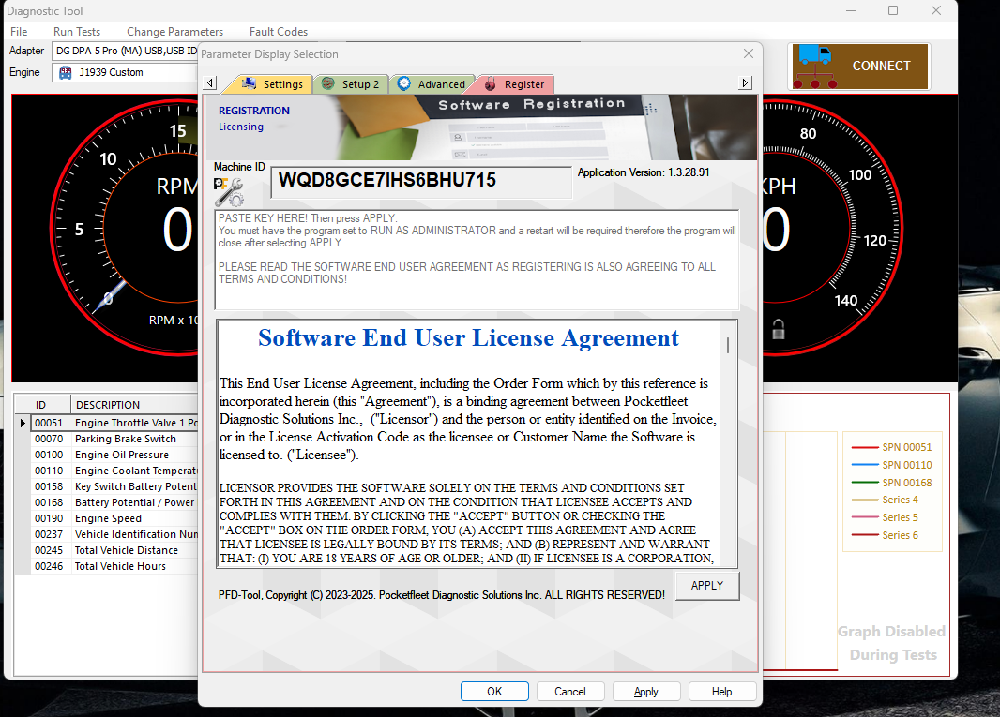 Diagnostic Tool
File Run Tests Change Parameters Fault Codes
Adapter DG DPA 5 Pro (MA) USB,USB ID
Engine J1939 Custom
CONNECT
Parameter Display Selection
Settings Setup 2 Advanced Register
REGISTRATION
Licensing
Software Registration
Machine ID
WQD8GCE7IHS6BHU715
Application Version: 1.3.28.91
PASTE KEY HERE! Then press APPLY.
You must have the program set to RUN AS ADMINISTRATOR and a restart will be required therefore the program will
close after selecting APPLY.
PLEASE READ THE SOFTWARE END USER AGREEMENT AS REGISTERING IS ALSO AGREEING TO ALL
TERMS AND CONDITIONS!
Software End User License Agreement
This End User License Agreement, including the Order Form which by this reference is
incorporated herein (this "Agreement"), is a binding agreement between Pocketfleet
Diagnostic Solutions Inc., ("Licensor") and the person or entity identified on the Invoice,
or in the License Activation Code as the licensee or Customer Name the Software is
licensed to. ("Licensee").
LICENSOR PROVIDES THE SOFTWARE SOLELY ON THE TERMS AND CONDITIONS SET
FORTH IN THIS AGREEMENT AND ON THE CONDITION THAT LICENSEE ACCEPTS AND
COMPLIES WITH THEM. BY CLICKING THE "ACCEPT" BUTTON OR CHECKING THE
"ACCEPT" BOX ON THE ORDER FORM, YOU (A) ACCEPT THIS AGREEMENT AND AGREE
THAT LICENSEE IS LEGALLY BOUND BY ITS TERMS; AND (B) REPRESENT AND WARRANT
THAT: (I) YOU ARE 18 YEARS OF AGE OR OLDER; AND (II) IF LICENSEE IS A CORPORATION,
PFD-Tool, Copyright (C) 2023-2025. Pocketfleet Diagnostic Solutions Inc. ALL RIGHTS RESERVED!
APPLY
OK Cancel Apply Help
15
10
5
0
RPM
0
RPM x 10
80
100
120
140
KPH
0
ID DESCRIPTION
00051 Engine Throttle Valve 1 Po
00070 Parking Brake Switch
00100 Engine Oil Pressure
00110 Engine Coolant Temperat
00158 Key Switch Battery Potent
00168 Battery Potential / Power
00190 Engine Speed
00237 Vehicle Identification Num
00245 Total Vehicle Distance
00246 Total Vehicle Hours
SPN 00051
SPN 00110
SPN 00168
Series 4
Series 5
Series 6
Graph Disabled
During Tests